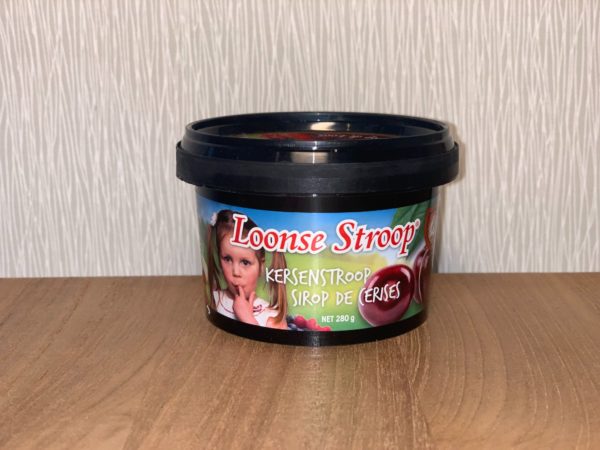 Loonse Stroop®
KERSENSTROOP
SIROP DE CERISES
NET 280 g